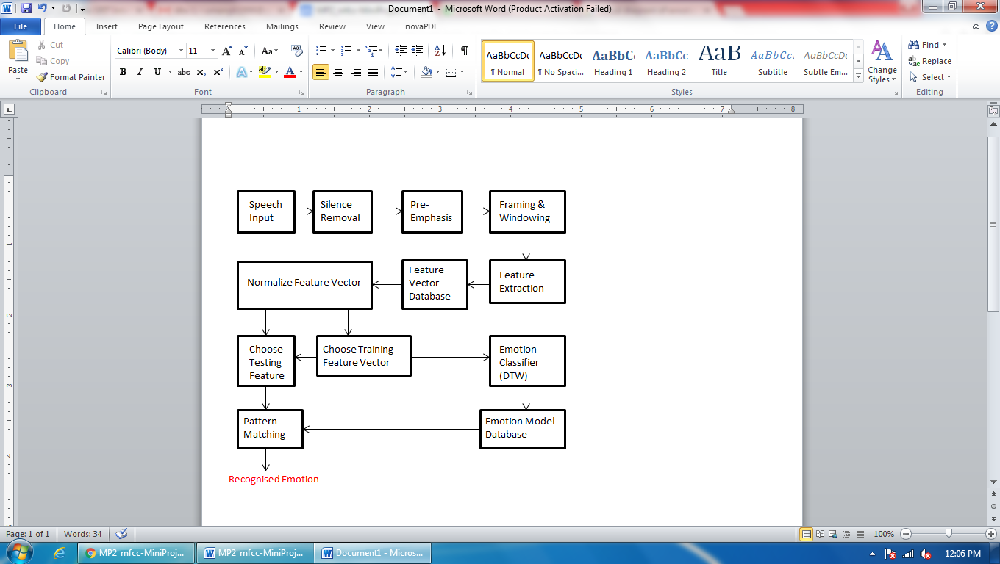 Document1 - Microsoft Word (Product Activation Failed)
File Home Insert Page Layout References Mailings Review View novaPDF
Paste
Cut
Copy
Format Painter
Clipboard
Calibri (Body) 11
Font
Paragraph
AaBbCcDc AaBbCcDc AaBbCc AaBbCc AaB AaBbCc. AaBbCcDc
¶ Normal ¶ No Spaci... Heading 1 Heading 2 Title Subtitle Subtle Em...
Change
Styles
Styles
Find
Replace
Select
Editing
1 2 3 4 5 6 7 8
Speech
Input
Silence
Removal
Pre-
Emphasis
Framing &
Windowing
Normalize Feature Vector
Feature
Vector
Database
Feature
Extraction
Choose
Testing
Feature
Choose Training
Feature Vector
Emotion
Classifier
(DTW)
Pattern
Matching
Emotion Model
Database
Recognised Emotion
1
2
3
4
Page: 1 of 1 Words: 34
100%
MP2_mfcc-MiniProj... MP2_mfcc-MiniProj... Document1 - Micros...
12:06 PM